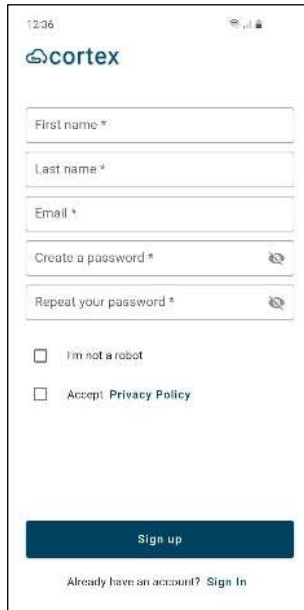 12:36
cortex
First name *
Last name *
Email *
Create a password *
Repeat your password *
I'm not a robot
Accept Privacy Policy
Sign up
Already have an account? Sign In